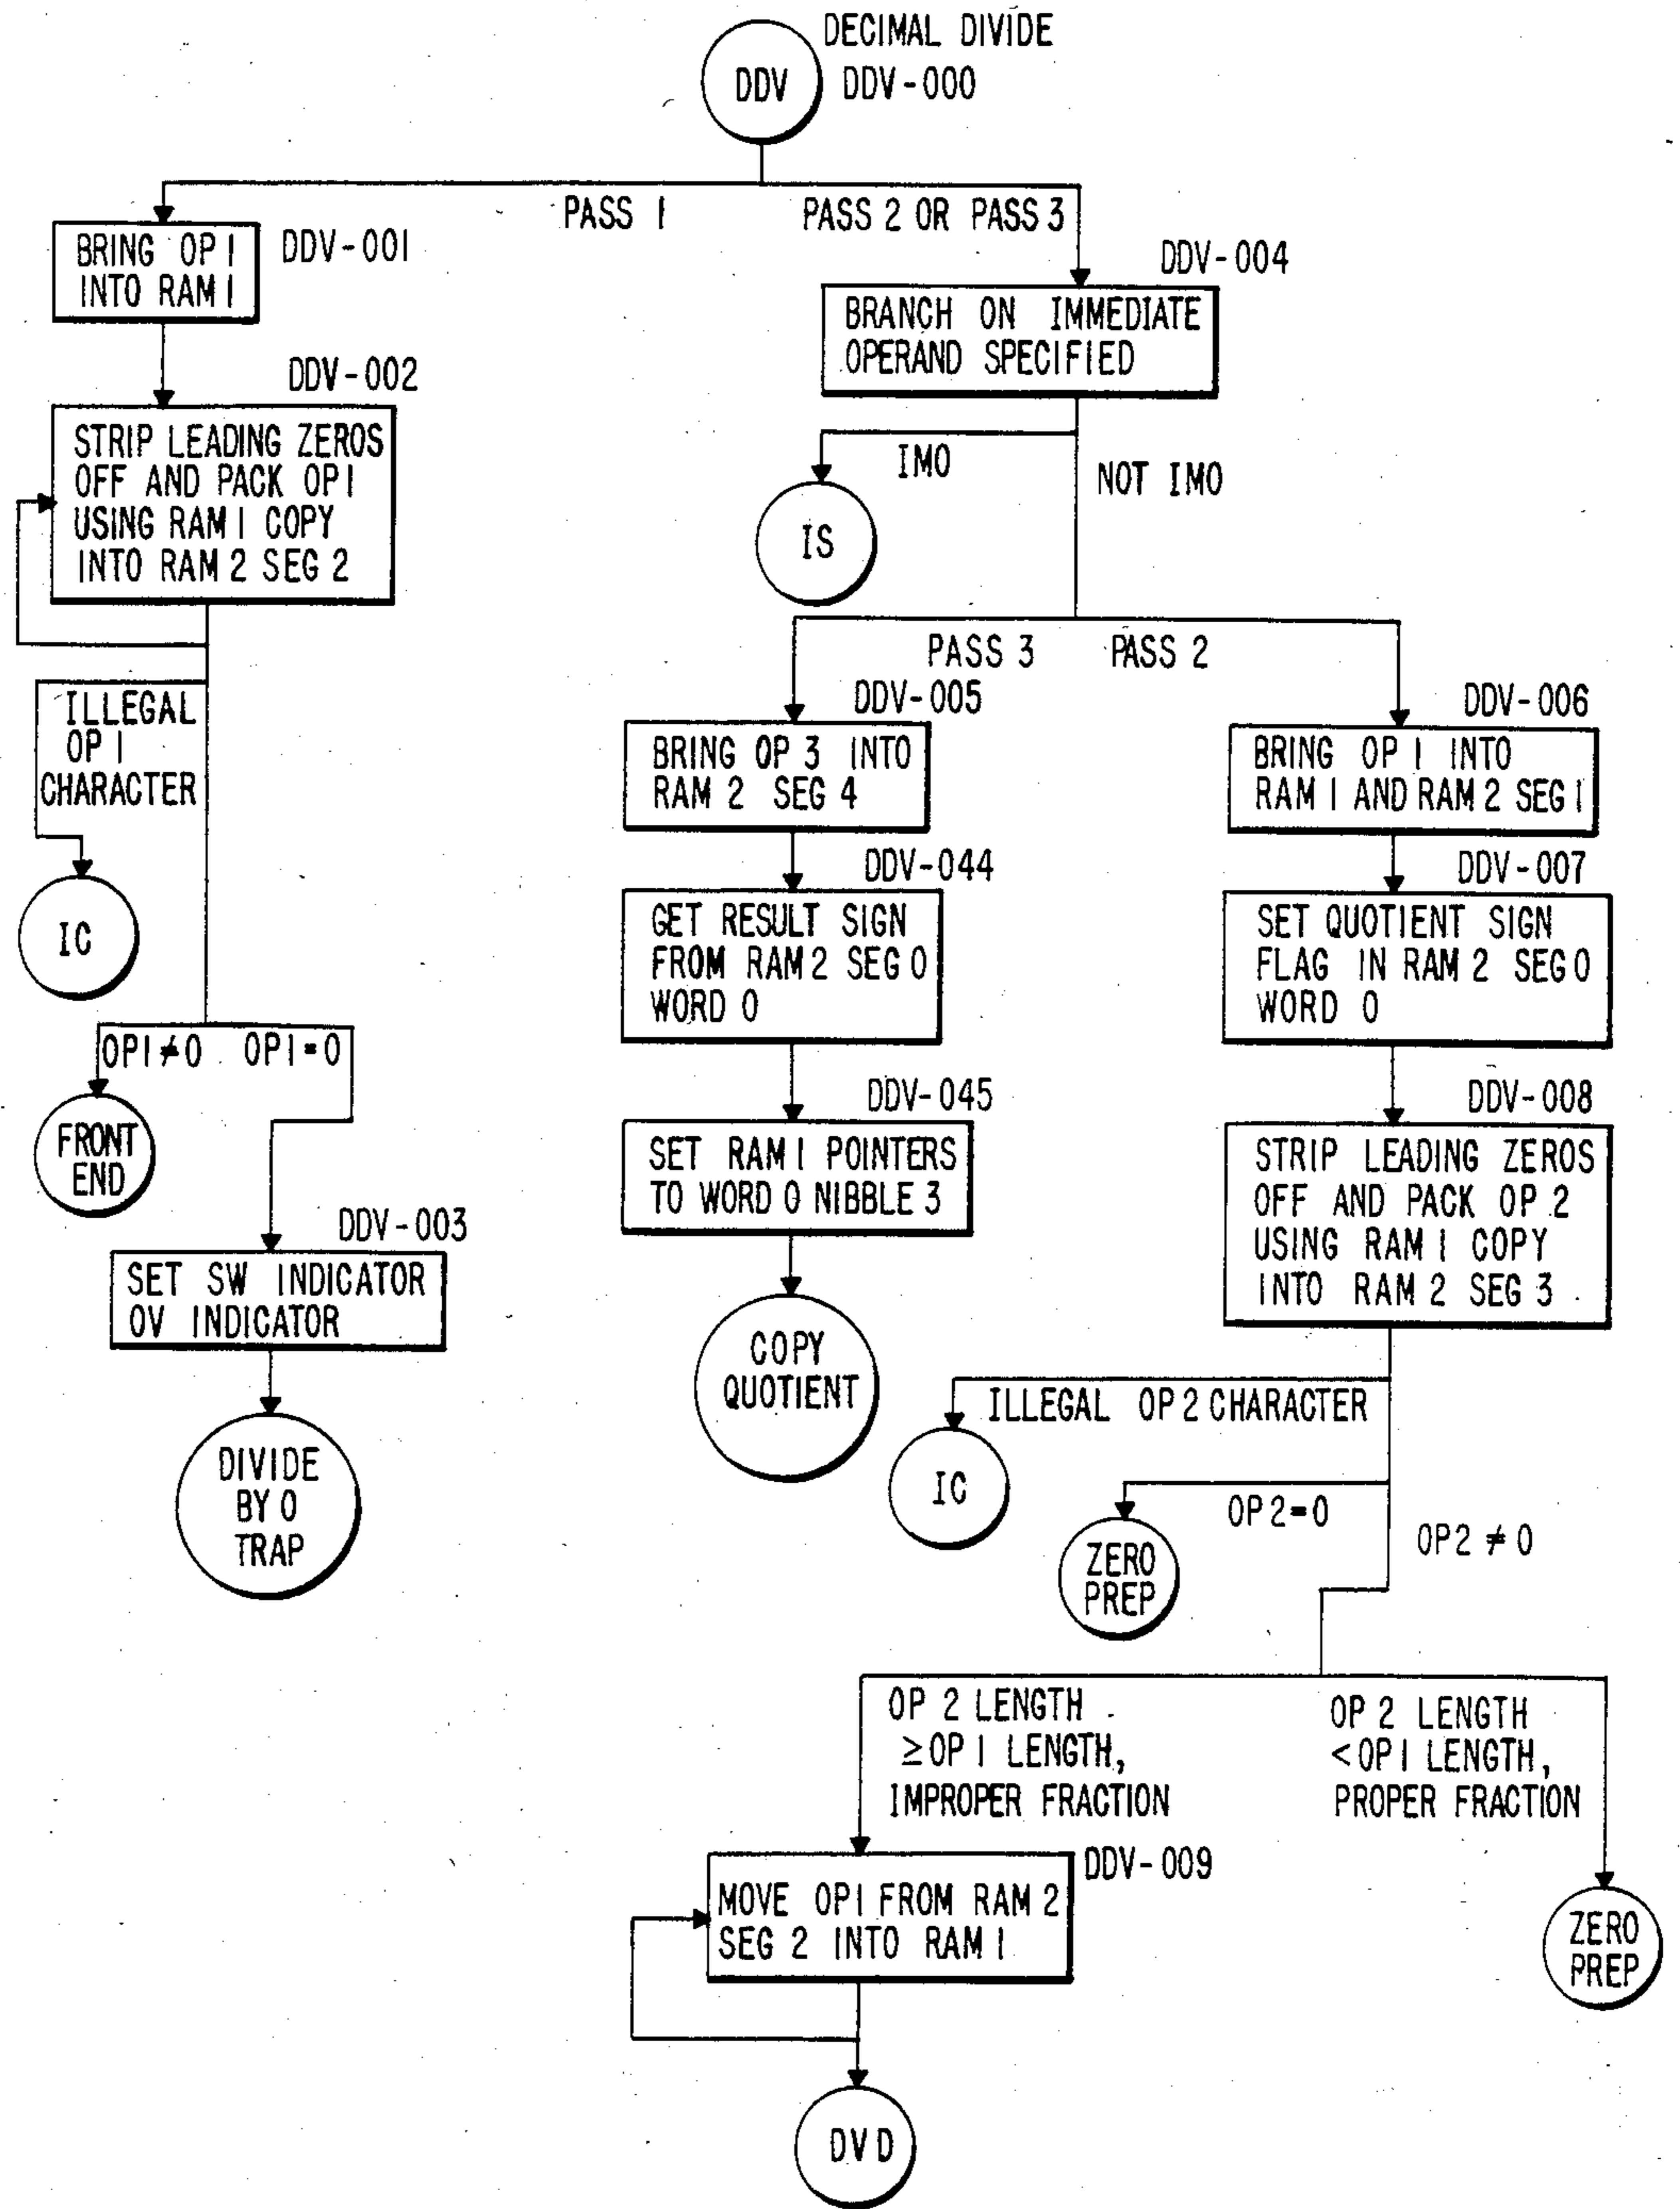 DECIMAL DIVIDE
DDV
DDV-000
PASS 1
PASS 2 OR PASS 3
BRING OP 1
INTO RAM 1
DDV-001
DDV-002
STRIP LEADING ZEROS
OFF AND PACK OP 1
USING RAM 1 COPY
INTO RAM 2 SEG 2
ILLEGAL
OP 1
CHARACTER
IC
OP1≠0
OP1=0
FRONT
END
DDV-003
SET SW INDICATOR
OV INDICATOR
DIVIDE
BY 0
TRAP
DDV-004
BRANCH ON IMMEDIATE
OPERAND SPECIFIED
IMO
NOT IMO
IS
PASS 3
PASS 2
DDV-005
BRING OP 3 INTO
RAM 2 SEG 4
DDV-044
GET RESULT SIGN
FROM RAM 2 SEG 0
WORD 0
DDV-045
SET RAM 1 POINTERS
TO WORD 0 NIBBLE 3
COPY
QUOTIENT
DDV-006
BRING OP 1 INTO
RAM 1 AND RAM 2 SEG 1
DDV-007
SET QUOTIENT SIGN
FLAG IN RAM 2 SEG 0
WORD 0
DDV-008
STRIP LEADING ZEROS
OFF AND PACK OP 2
USING RAM 1 COPY
INTO RAM 2 SEG 3
ILLEGAL OP 2 CHARACTER
IC
OP 2=0
OP2 ≠ 0
ZERO
PREP
OP 2 LENGTH
≥OP 1 LENGTH,
IMPROPER FRACTION
OP 2 LENGTH
<OP 1 LENGTH,
PROPER FRACTION
DDV-009
MOVE OP1 FROM RAM 2
SEG 2 INTO RAM 1
ZERO
PREP
DVD